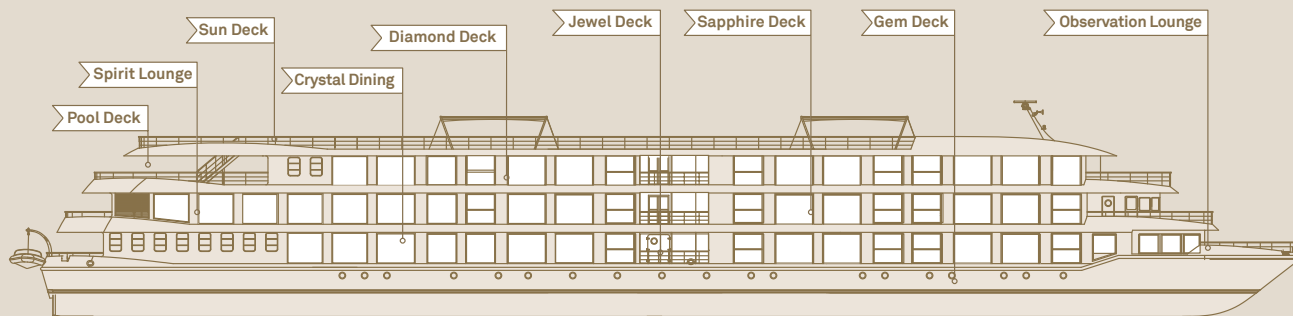 Jewel Deck
Sapphire Deck
Gem Deck
Observation Lounge
Sun Deck
Diamond Deck
Spirit Lounge
Crystal Dining
Pool Deck